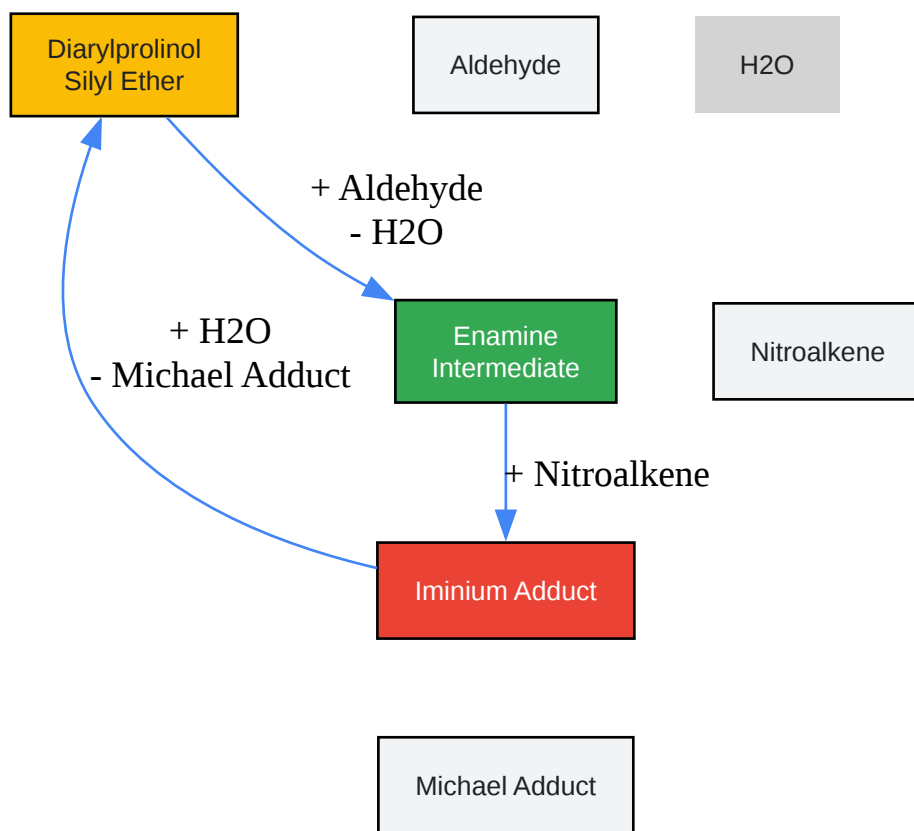 Diarylprolinol
Silyl Ether
Aldehyde
H2O
+ Aldehyde
- H2O
+ H2O
- Michael Adduct
Enamine
Intermediate
Nitroalkene
+ Nitroalkene
Iminium Adduct
Michael Adduct